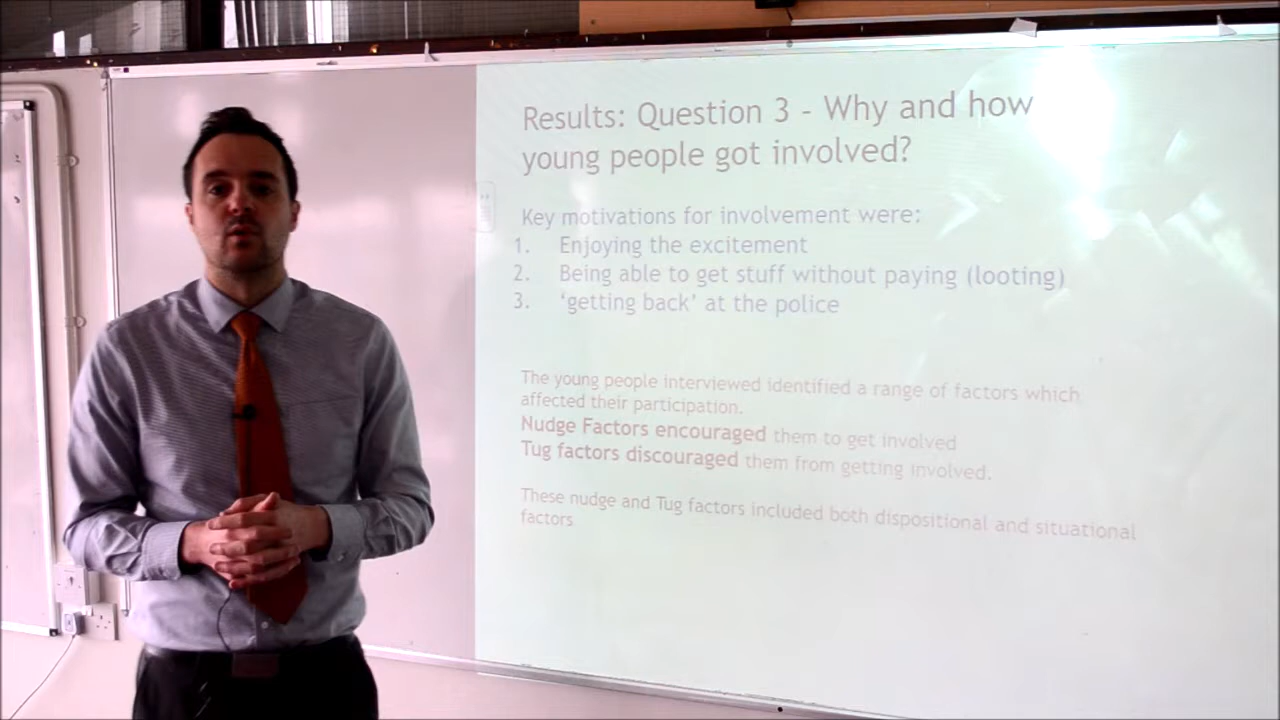 Results: Question 3 - Why and how
young people got involved?
Key motivations for involvement were:
1. Enjoying the excitement
2. Being able to get stuff without paying (looting)
3. ‘getting back’ at the police
The young people interviewed identified a range of factors which
affected their participation.
Nudge Factors encouraged them to get involved
Tug factors discouraged them from getting involved.
These nudge and Tug factors included both dispositional and situational
factors